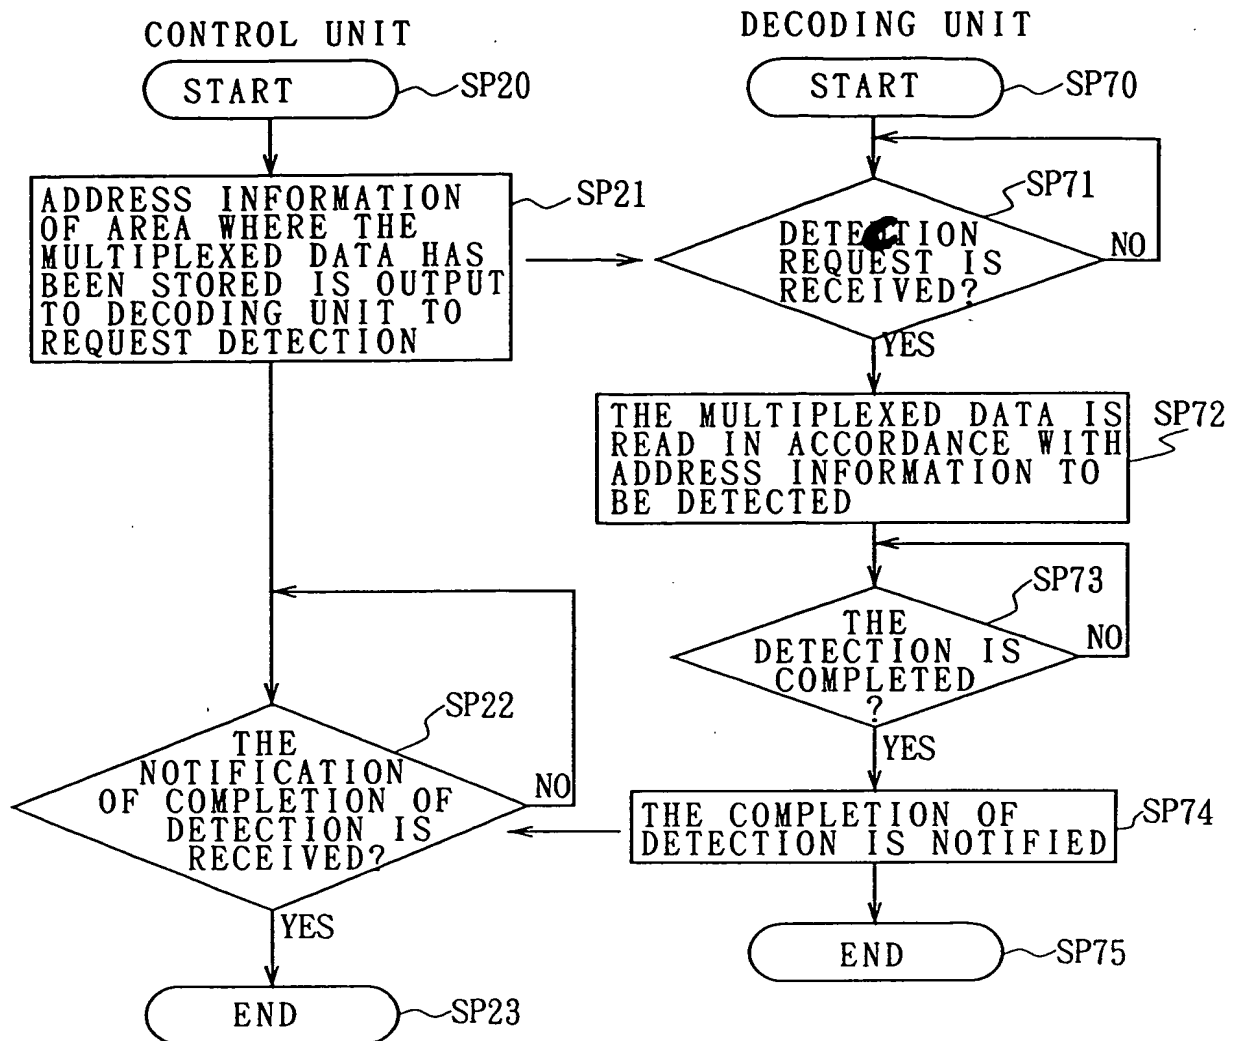 CONTROL UNIT
START
SP20
ADDRESS INFORMATION
OF AREA WHERE THE
MULTIPLEXED DATA HAS
BEEN STORED IS OUTPUT
TO DECODING UNIT TO
REQUEST DETECTION
SP21
THE
NOTIFICATION
OF COMPLETION OF
DETECTION IS
RECEIVED?
SP22
NO
YES
END
SP23
DECODING UNIT
START
SP70
DETECTION
REQUEST IS
RECEIVED?
SP71
NO
YES
THE MULTIPLEXED DATA IS
READ IN ACCORDANCE WITH
ADDRESS INFORMATION TO
BE DETECTED
SP72
THE
DETECTION IS
COMPLETED
?
SP73
NO
YES
THE COMPLETION OF
DETECTION IS NOTIFIED
SP74
END
SP75